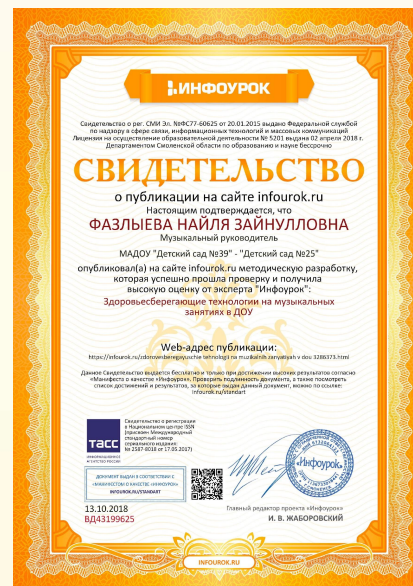 ИНФОУРОК
Свидетельство о рег. СМИ Эл. №ФС77-60625 от 20.01.2015 выдано Федеральной службой
по надзору в сфере связи, информационных технологий и массовых коммуникаций
Лицензия на осуществление образовательной деятельности № 5201 выдана 02 апреля 2018 г.
Департаментом Смоленской области по образованию и науке бессрочно
СВИДЕТЕЛЬСТВО
о публикации на сайте infourok.ru
Настоящим подтверждается, что
ФАЗЛЫЕВА НАЙЛЯ ЗАЙНУЛЛОВНА
Музыкальный руководитель
МАДОУ "Детский сад №39" - "Детский сад №25"
опубликовал(а) на сайте infourok.ru методическую разработку,
которая успешно прошла проверку и получила
высокую оценку от эксперта "Инфоурок":
Здоровьесберегающие технологии на музыкальных
занятиях в ДОУ
Web-адрес публикации:
https://infourok.ru/zdorovesberegayuschie tehnologii na muzikalnih zanyatiyah v dou 3286373.html
Данное Свидетельство выдается бесплатно и только при достижении высоких результатов согласно
«Манифеста о качестве «Инфоурок». Проверить подлинность документа, а также посмотреть
список достижений и результатов, за которые выдан данный документ, можно по ссылке:
infourok.ru/standart
Свидетельство о регистрации
в Национальном центре ISSN
(присвоен Международный
стандартный номер
сериального издания:
№ 2587-8018 от 17.05.2017)
ТАСС
ИНФОРМАЦИОННОЕ
АГЕНТСТВО РОССИИ
ДОКУМЕНТ ВЫДАН В СООТВЕТСТВИИ С
«МАНИФЕСТОМ О КАЧЕСТВЕ «ИНФОУРОК»
INFOUROK.RU/STANDART
«Инфоурок»
13.10.2018
ВД43199625
Главный редактор проекта «Инфоурок»
И. В. ЖАБОРОВСКИЙ
INFOUROK.RU